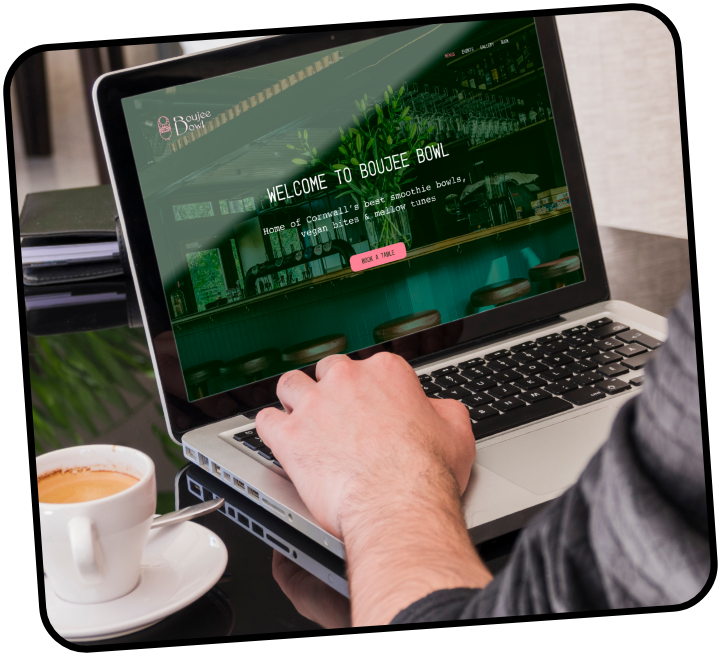 MENUS EVENTS GALLERY BOOK
Boujee
Bowl
WELCOME TO BOUJEE BOWL
Home of Cornwall's best smoothie bowls,
vegan bites & mellow tunes
BOOK A TABLE